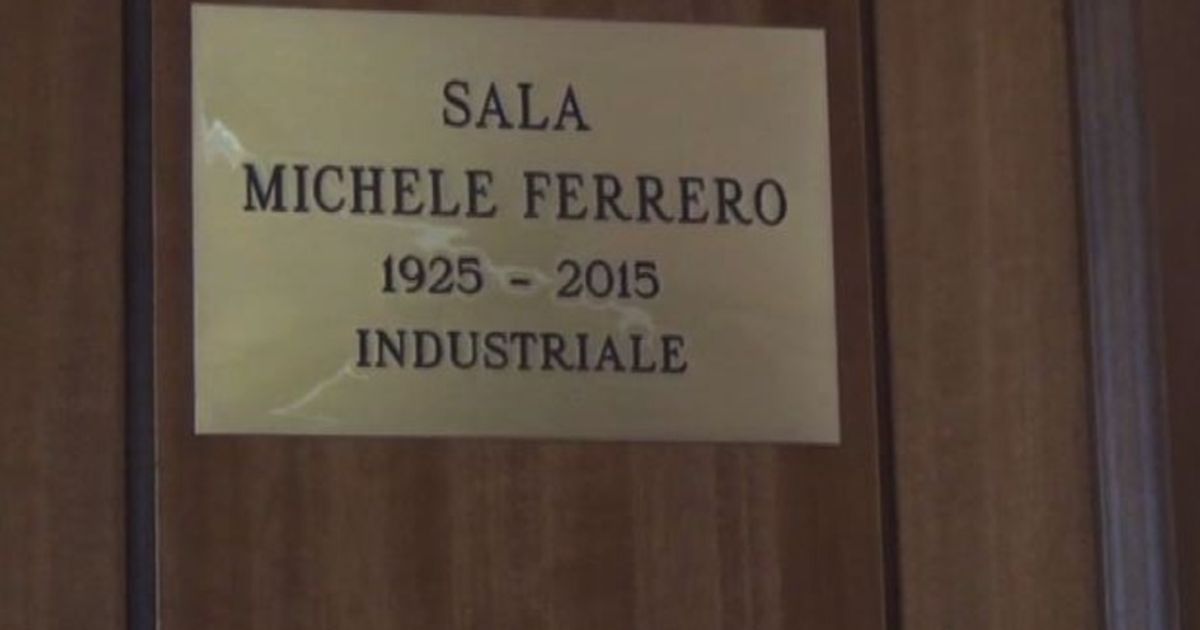 SALA
MICHELE FERRERO
1925 - 2015
INDUSTRIALE